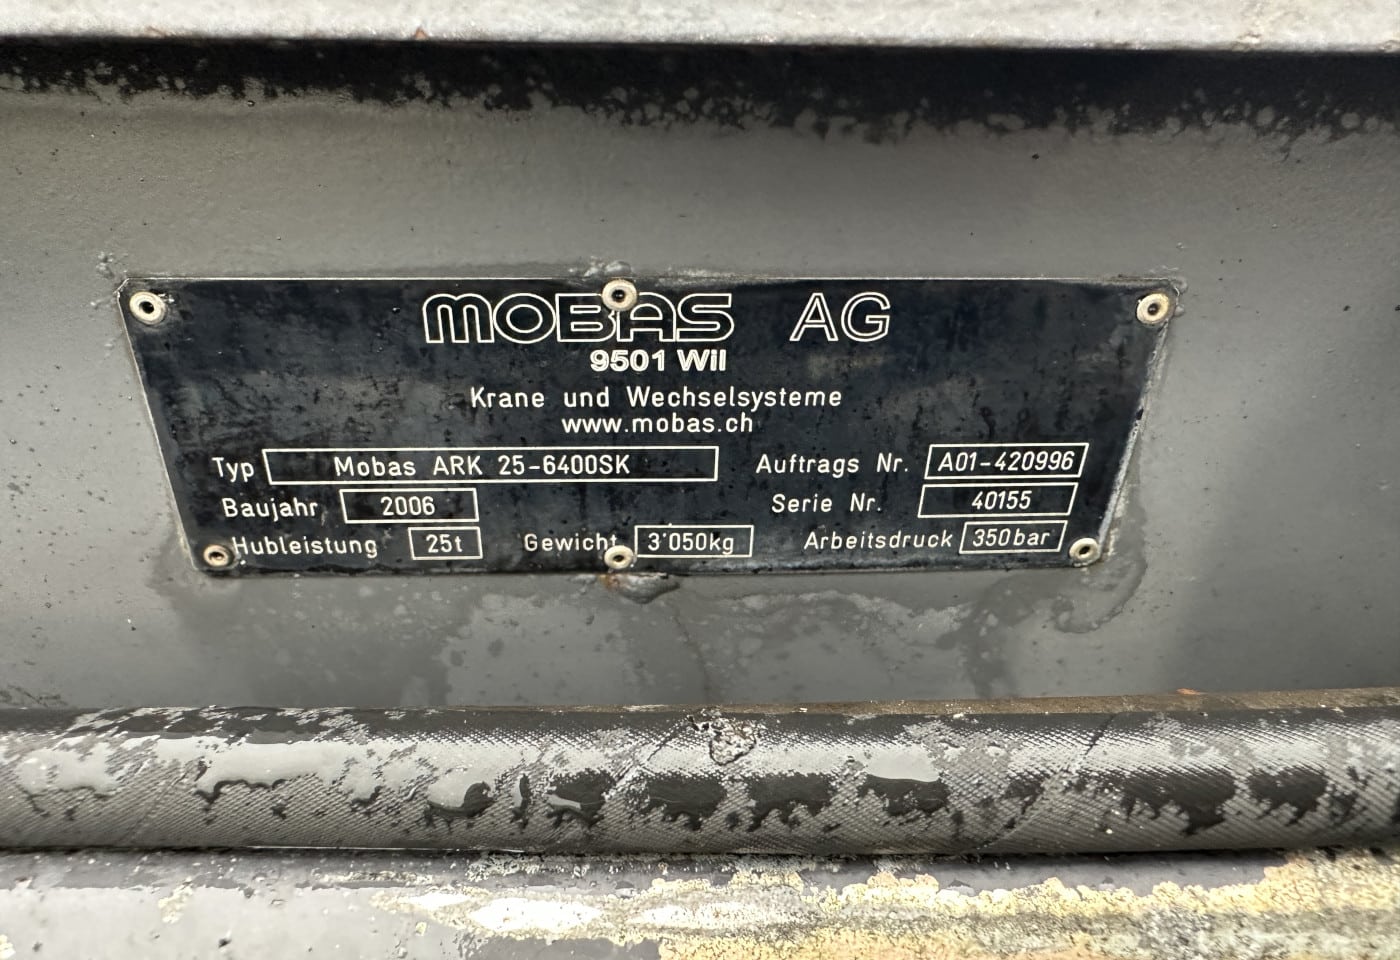 MOBAS AG
9501 Wil
Krane und Wechselsysteme
www.mobas.ch
Typ Mobas ARK 25-6400SK Auftrags Nr. A01-420996
Baujahr 2006 Serie Nr. 40155
Hubleistung 25t Gewicht 3'050kg Arbeitsdruck 350bar